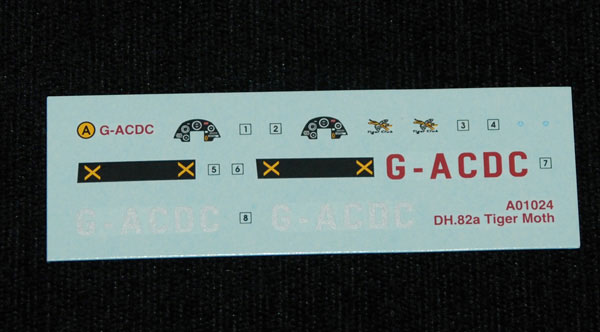 A G-ACDC 1 2 3 4
5 6 G-ACDC 7
G-ACDC 8 G-ACDC
A01024
DH.82a Tiger Moth